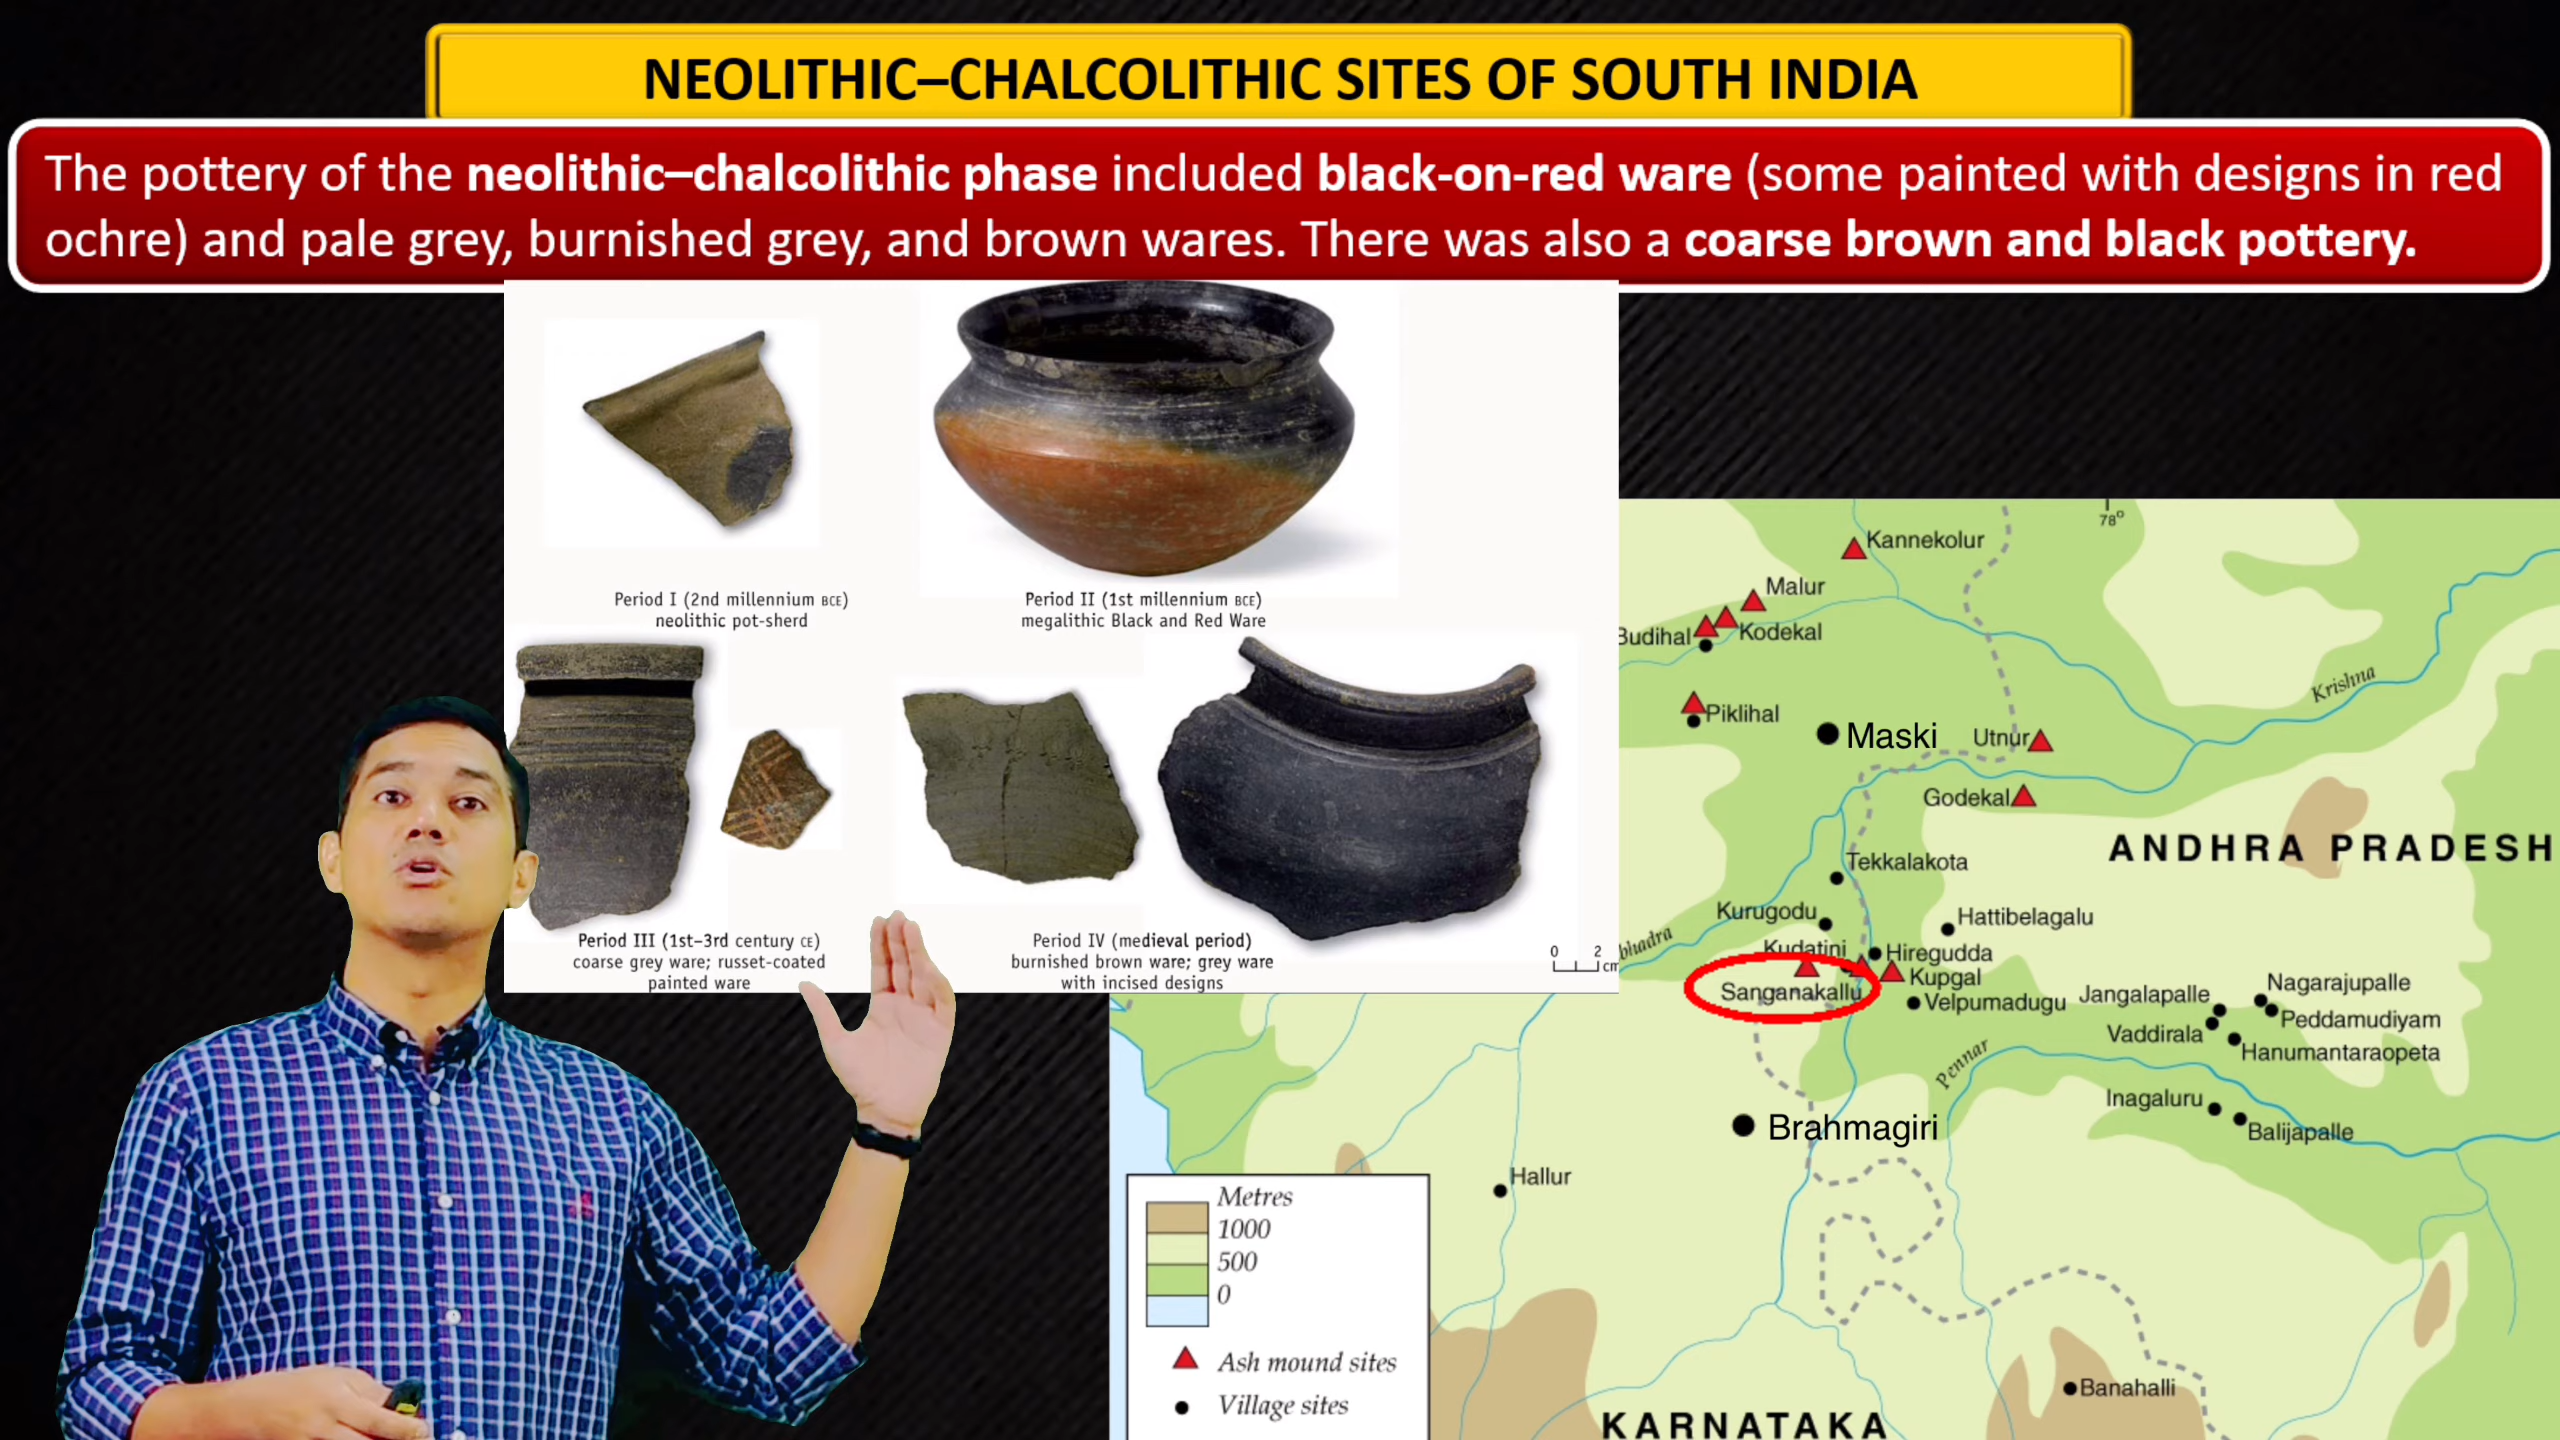 NEOLITHIC–CHALCOLITHIC SITES OF SOUTH INDIA
The pottery of the neolithic–chalcolithic phase included black-on-red ware (some painted with designs in red
ochre) and pale grey, burnished grey, and brown wares. There was also a coarse brown and black pottery.
Period I (2nd millennium BCE)
neolithic pot-sherd
Period II (1st millennium BCE)
megalithic Black and Red Ware
Period III (1st–3rd century CE)
coarse grey ware; russet-coated
painted ware
Period IV (medieval period)
burnished brown ware; grey ware
with incised designs
0 2
cm
78°
Kannekolur
Malur
Budihal
Kodekal
Krishna
Piklihal
Maski
Utnur
Godekal
ANDHRA PRADESH
Tekkalakota
Kurugodu
Hattibelagalu
bhadra
Kudatini
Hiregudda
Kupgal
Sanganakallu
Velpumadugu
Jangalapalle
Nagarajupalle
Peddamudiyam
Vaddirala
Hanumantaraopeta
Pennar
Inagaluru
Balijapalle
Brahmagiri
Hallur
Metres
1000
500
0
Ash mound sites
Village sites
Banahalli
KARNATAKA